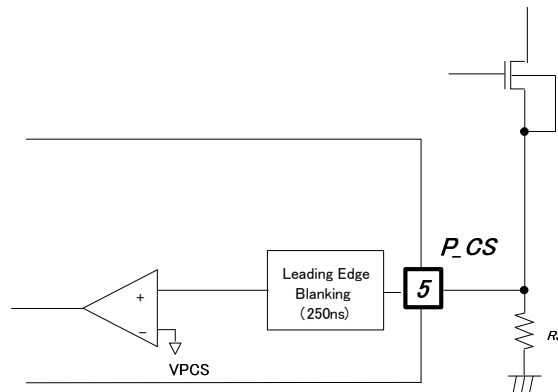 P_CS
5
Leading Edge
Blanking
(250ns)
+
−
VPCS